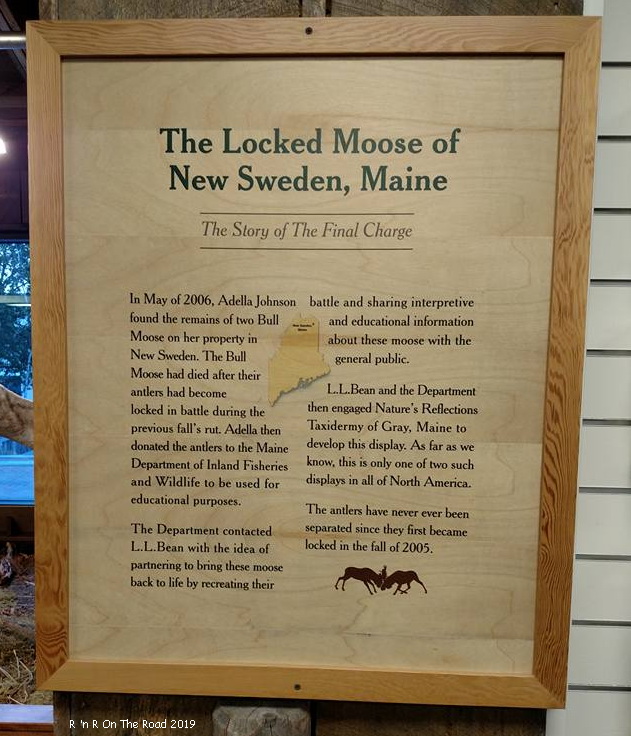 The Locked Moose of
New Sweden, Maine
The Story of The Final Charge
In May of 2006, Adella Johnson
found the remains of two Bull
Moose on her property in
New Sweden. The Bull
Moose had died after their
antlers had become
locked in battle during the
previous fall's rut. Adella then
donated the antlers to the Maine
Department of Inland Fisheries
and Wildlife to be used for
educational purposes.
The Department contacted
L.L.Bean with the idea of
partnering to bring these moose
back to life by recreating their
New Sweden,
Maine
battle and sharing interpretive
and educational information
about these moose with the
general public.
L.L.Bean and the Department
then engaged Nature's Reflections
Taxidermy of Gray, Maine to
develop this display. As far as we
know, this is only one of two such
displays in all of North America.
The antlers have never ever been
separated since they first became
locked in the fall of 2005.
R 'n R On The Road 2019